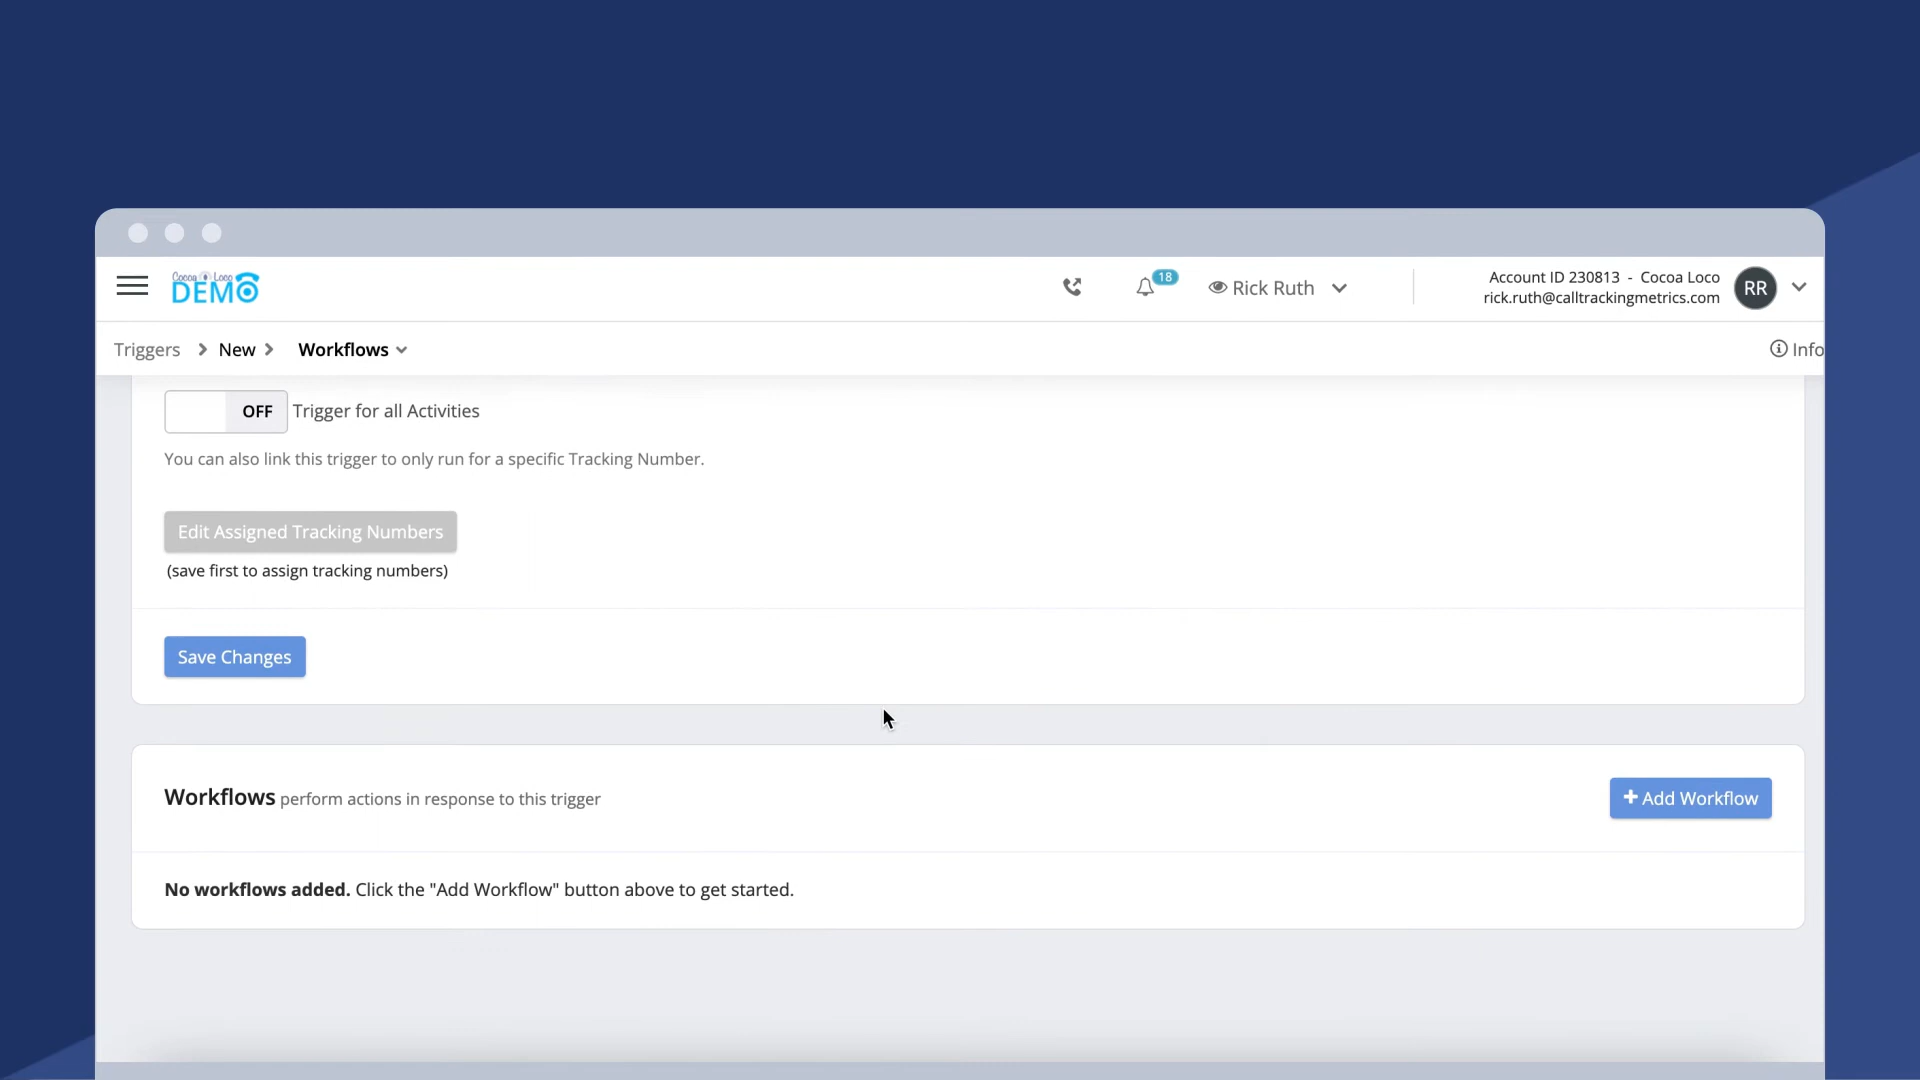 Cocoa Loco
DEMO
18
Rick Ruth
Account ID 230813 - Cocoa Loco
rick.ruth@calltrackingmetrics.com
RR
Triggers > New > Workflows
Info
OFF Trigger for all Activities
You can also link this trigger to only run for a specific Tracking Number.
Edit Assigned Tracking Numbers
(save first to assign tracking numbers)
Save Changes
Workflows perform actions in response to this trigger
+ Add Workflow
No workflows added. Click the "Add Workflow" button above to get started.